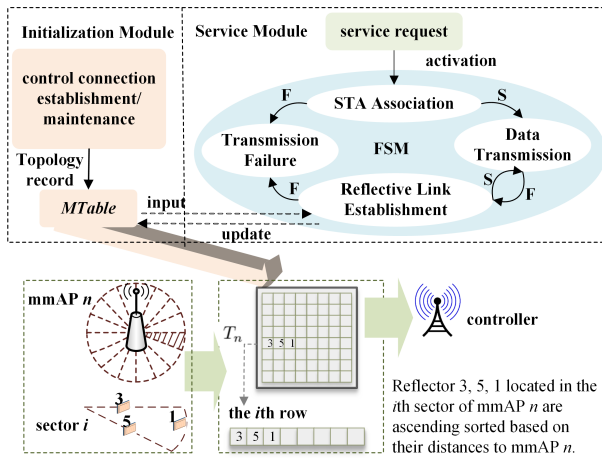 Initialization Module
Service Module
service request
control connection
establishment/
maintenance
activation
F
STA Association
S
Transmission
Failure
FSM
Data
Transmission
Topology
record
F
Reflective Link
Establishment
S
F
MTable
input
update
mmAP n
T_n
3 5 1
controller
3
1
5
sector i
the ith row
3 5 1
Reflector 3, 5, 1 located in the
ith sector of mmAP n are
ascending sorted based on
their distances to mmAP n.